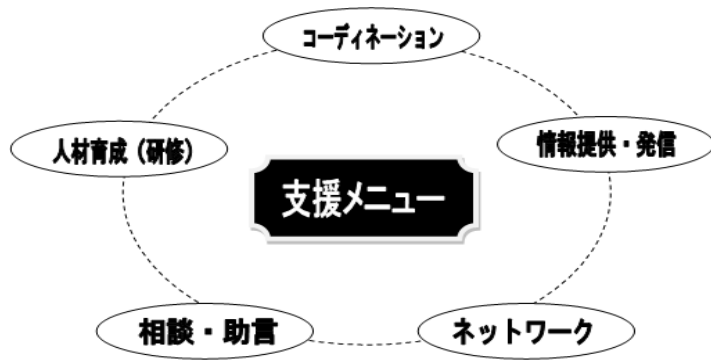 コーディネーション
人材育成（研修）
情報提供・発信
支援メニュー
相談・助言
ネットワーク